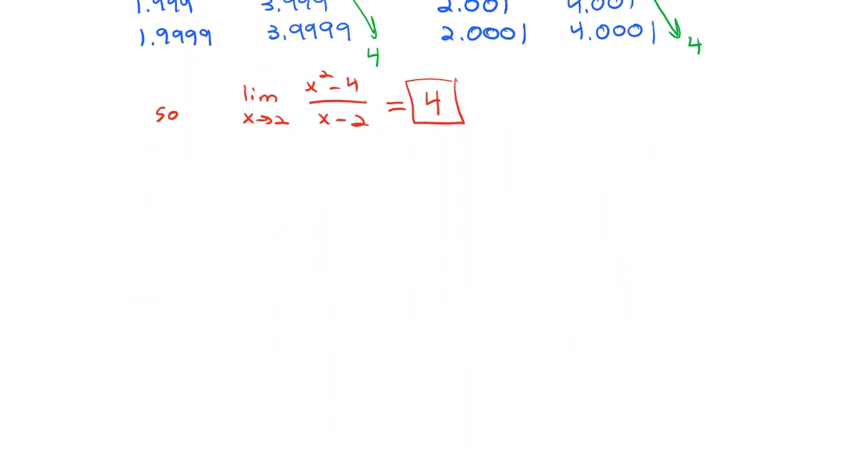 1.999 3.999 2.001 4.001
1.9999 3.9999 2.0001 4.0001 4
4
so lim x→2 x²-4 / x-2 = 4